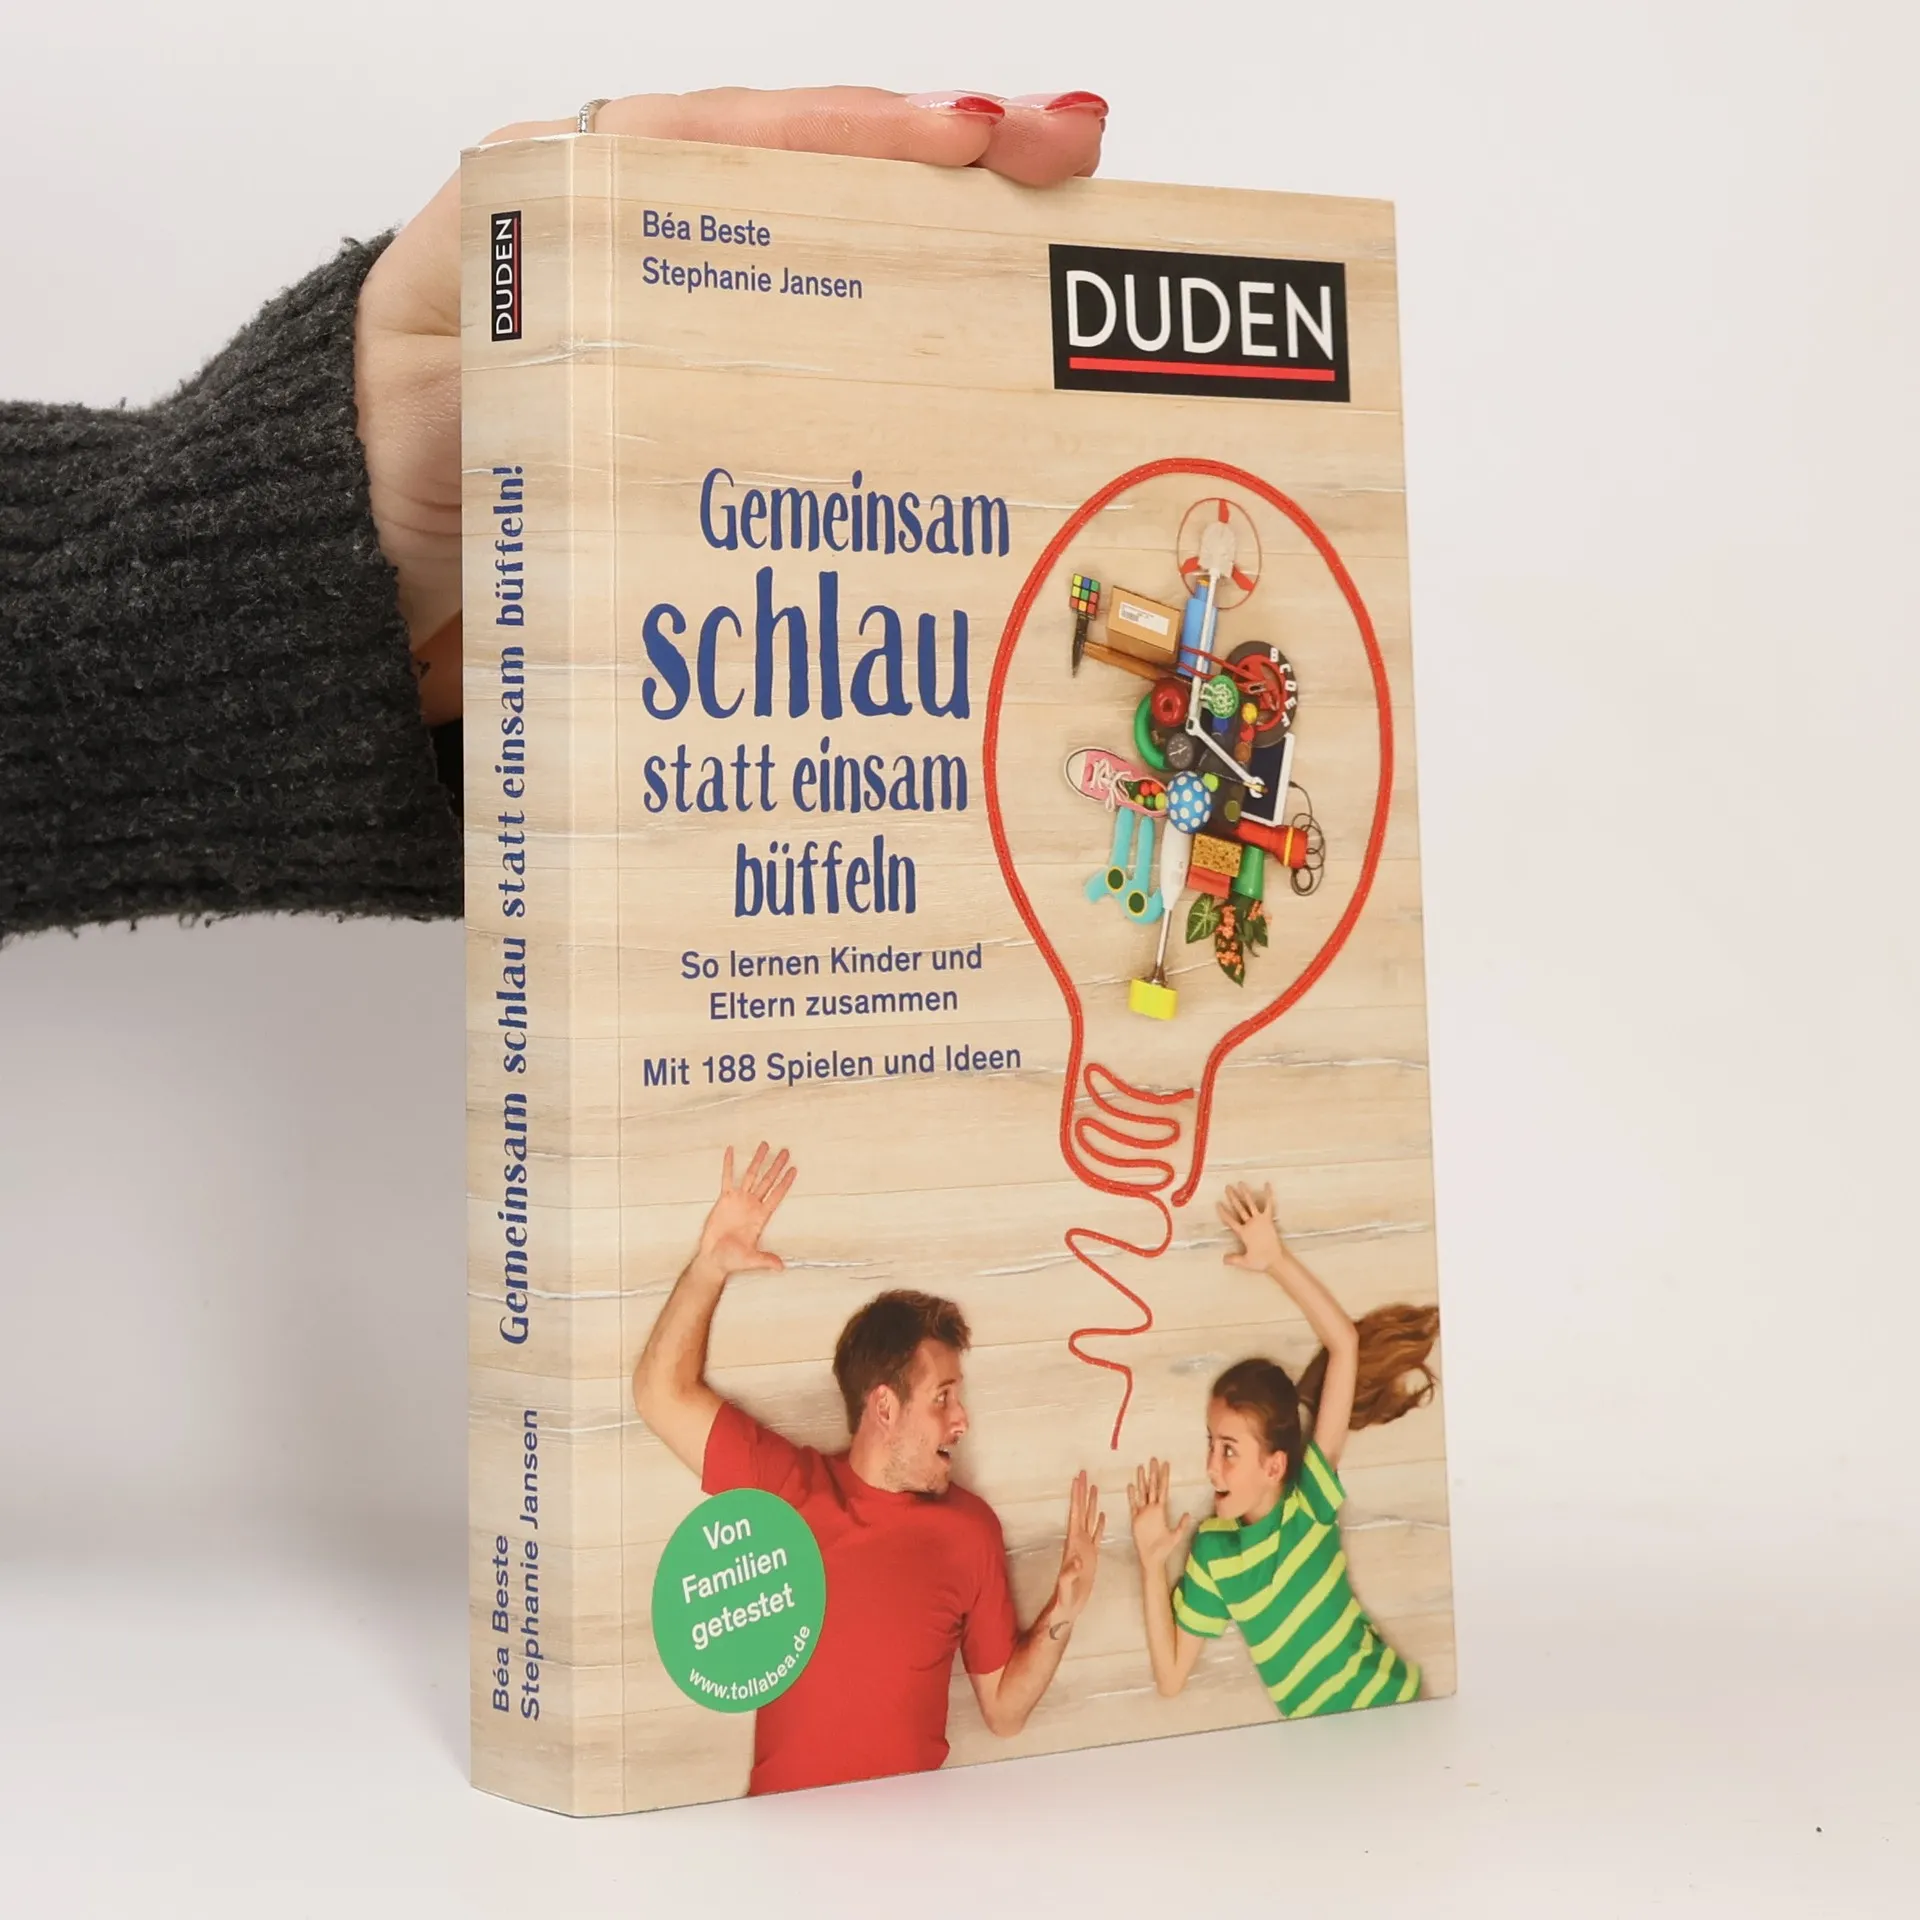 Béa Beste
Stephanie Jansen
DUDEN
Gemeinsam
schlau
statt einsam
büffeln
So lernen Kinder und
Eltern zusammen
Mit 188 Spielen und Ideen
Von
Familien
getestet
www.tollabea.de
DUDEN
Gemeinsam schlau statt einsam büffeln!
Béa Beste
Stephanie Jansen